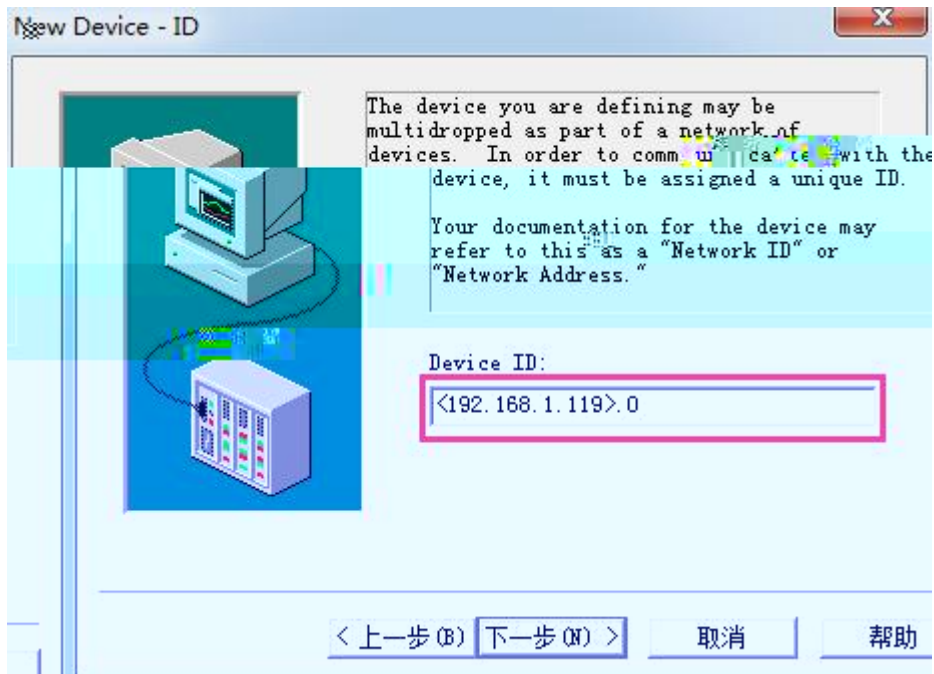 New Device - ID
The device you are defining may be
multidropped as part of a network of
devices. In order to communicate with the
device, it must be assigned a unique ID.
Your documentation for the device may
refer to this as a "Network ID" or
"Network Address."
Device ID:
<192.168.1.119>.0
< 上一步(B) 下一步(N) > 取消 帮助